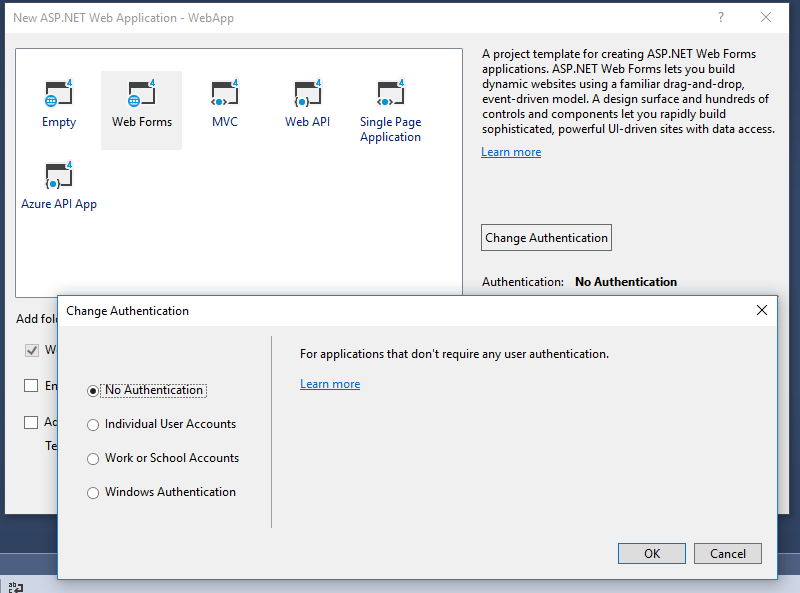 New ASP.NET Web Application - WebApp
?
A project template for creating ASP.NET Web Forms
applications. ASP.NET Web Forms lets you build
dynamic websites using a familiar drag-and-drop,
event-driven model. A design surface and hundreds of
controls and components let you rapidly build
sophisticated, powerful UI-driven sites with data access.
Learn more
4 4 4 4 4
Empty
Web Forms
MVC
Web API
Single Page
Application
4
Azure API App
Change Authentication
Authentication: No Authentication
Add
Change Authentication
No Authentication
Individual User Accounts
Work or School Accounts
Windows Authentication
For applications that don't require any user authentication.
Learn more
OK
Cancel